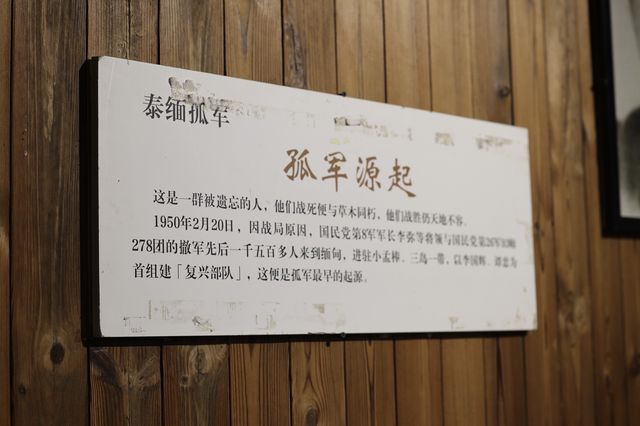 泰缅孤军
孤军源起
这是一群被遗忘的人，他们战死便与草木同朽，他们战胜仍天地不容。
1950年2月20日，因战局原因，国民党第8军军长李弥等将领与国民党第26军93师
278团的撤军先后一千五百多人来到缅甸，进驻小孟棒、三岛一带，以李国辉、谭忠为
首组建「复兴部队」，这便是孤军最早的起源。